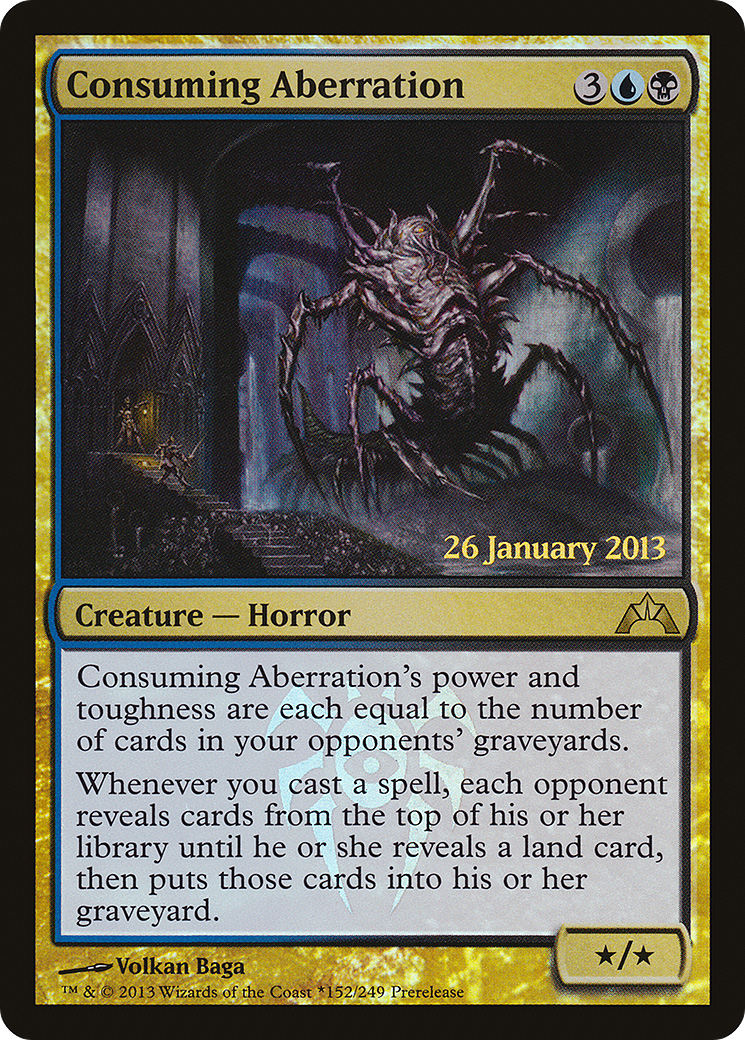 Consuming Aberration 3
26 January 2013
Creature — Horror
Consuming Aberration's power and
toughness are each equal to the number
of cards in your opponents' graveyards.
Whenever you cast a spell, each opponent
reveals cards from the top of his or her
library until he or she reveals a land card,
then puts those cards into his or her
graveyard.
★/★
Volkan Baga
™ & © 2013 Wizards of the Coast *152/249 Prerelease